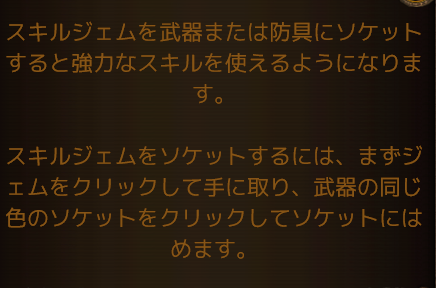 スキルジェムを武器または防具にソケット
すると強力なスキルを使えるようになりま
す。
スキルジェムをソケットするには、まずジ
ェムをクリックして手に取り、武器の同じ
色のソケットをクリックしてソケットには
めます。